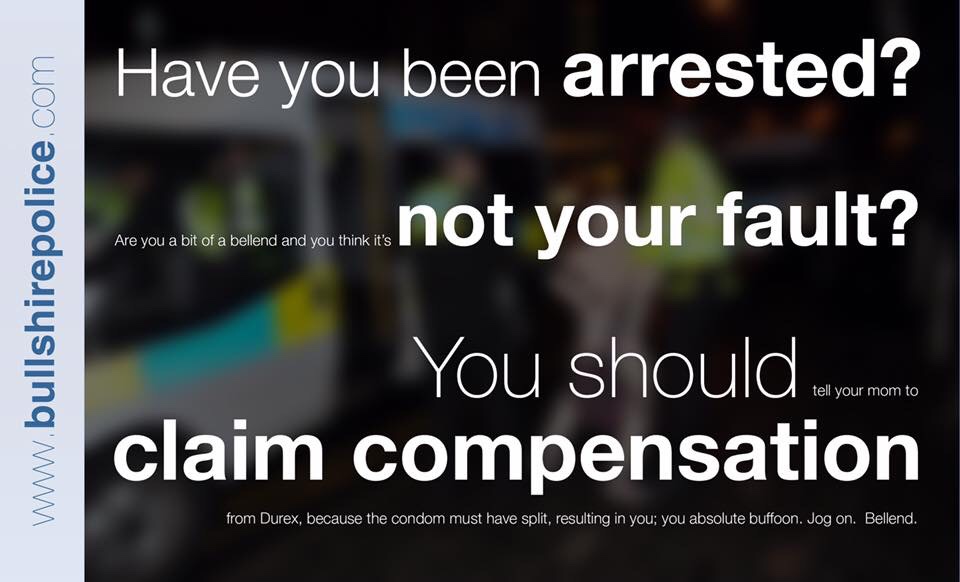 www.bullshirepolice.com
Have you been arrested?
Are you a bit of a bellend and you think it's not your fault?
You should tell your mom to
claim compensation
from Durex, because the condom must have split, resulting in you; you absolute buffoon. Jog on. Bellend.